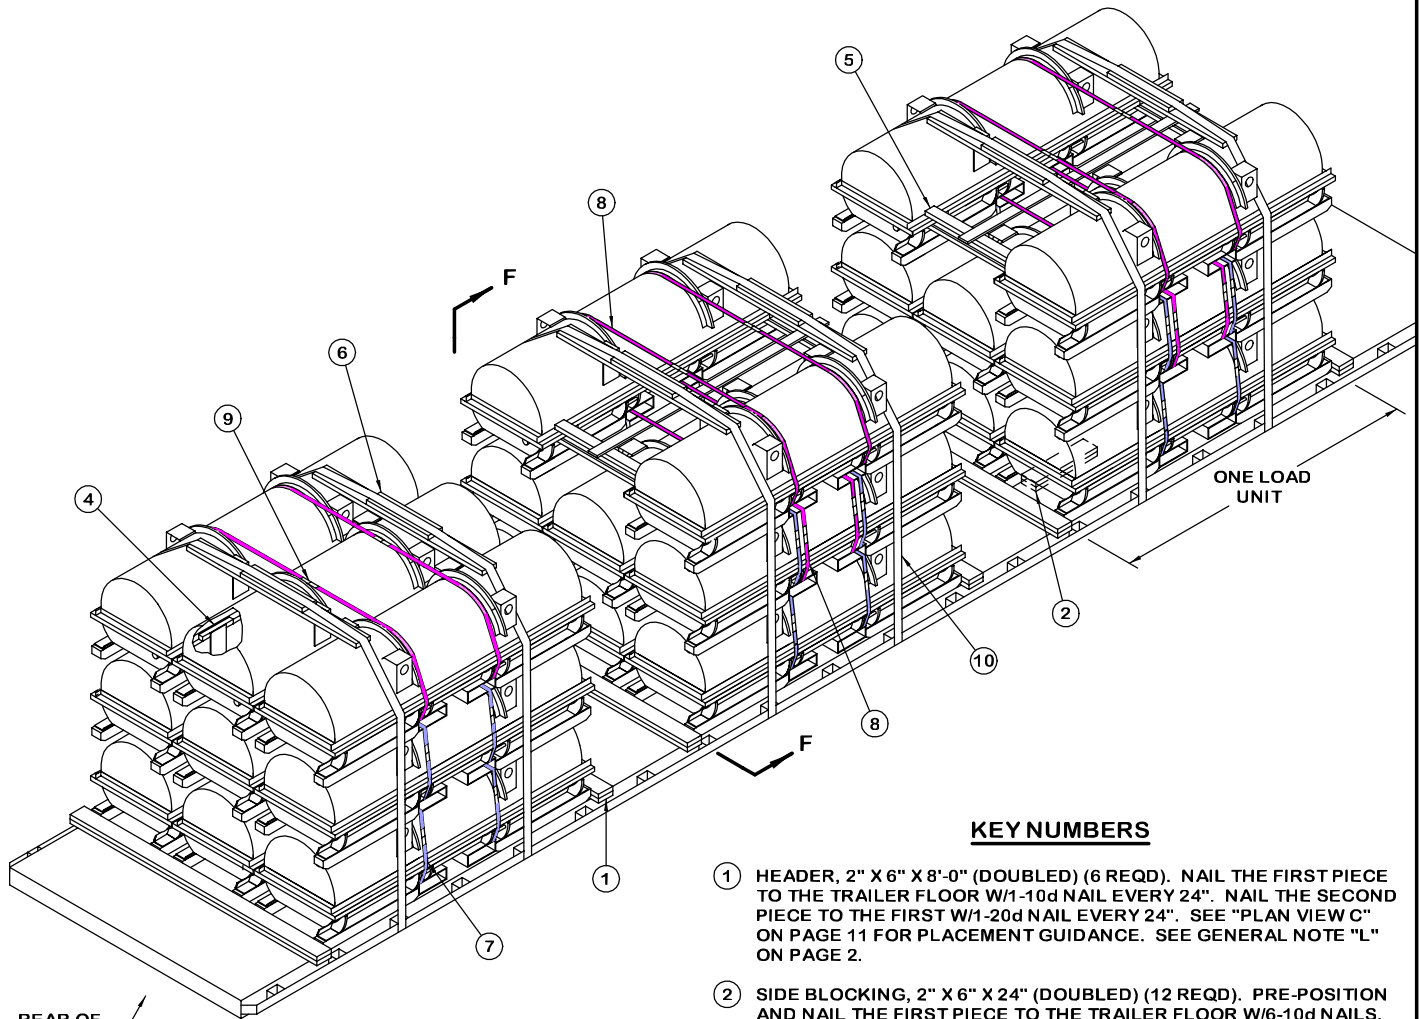 5
8
F
6
9
4
ONE LOAD
UNIT
2
10
8
F
1
7
REAR OF
KEY NUMBERS
1 HEADER, 2" X 6" X 8'-0" (DOUBLED) (6 REQD). NAIL THE FIRST PIECE
TO THE TRAILER FLOOR W/1-10d NAIL EVERY 24". NAIL THE SECOND
PIECE TO THE FIRST W/1-20d NAIL EVERY 24". SEE "PLAN VIEW C"
ON PAGE 11 FOR PLACEMENT GUIDANCE. SEE GENERAL NOTE "L"
ON PAGE 2.
2 SIDE BLOCKING, 2" X 6" X 24" (DOUBLED) (12 REQD). PRE-POSITION
AND NAIL THE FIRST PIECE TO THE TRAILER FLOOR W/6-10d NAILS.